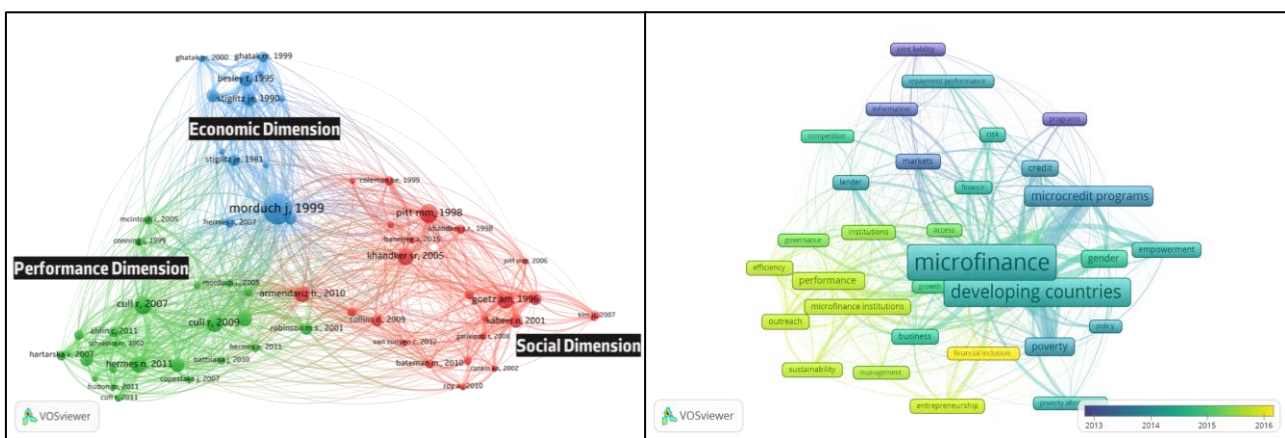 ghatak m, 2000
ghatak m, 1999
besley t, 1995
stiglitz je, 1990
Economic Dimension
stiglitz je, 1981
coleman be, 1999
morduch j, 1999
pitt mm, 1998
mcintosh c, 2005
hermes n, 2007
khandker s.r., 1998
banerjee a, 2015
conning j, 1999
khandker sr, 2005
pitt mm, 2006
Performance Dimension
morduch j, 2005
armendariz b., 2010
goetz am, 1996
cull r, 2007
cull r, 2009
collins d., 2009
kabeer n, 2001
kim jc, 2007
ahlin c, 2011
robinson m.s., 2001
schreiner m, 2002
van rooyen c, 2012
Social Dimension
hartarska v, 2007
hermes n, 2011
hermes n, 2011
battilana j, 2010
bateman m., 2010
rankin kn, 2002
copestake j, 2007
hudon m, 2011
roy a, 2010
cull r, 2011
VOSviewer
joint liability
repayment performance
information
programs
competition
risk
markets
credit
lender
finance
microcredit programs
access
institutions
governance
empowerment
microfinance
gender
efficiency
performance
growth
developing countries
microfinance institutions
outreach
policy
business
poverty
financial inclusion
sustainability
management
entrepreneurship
VOSviewer
2013 2014 2015 2016